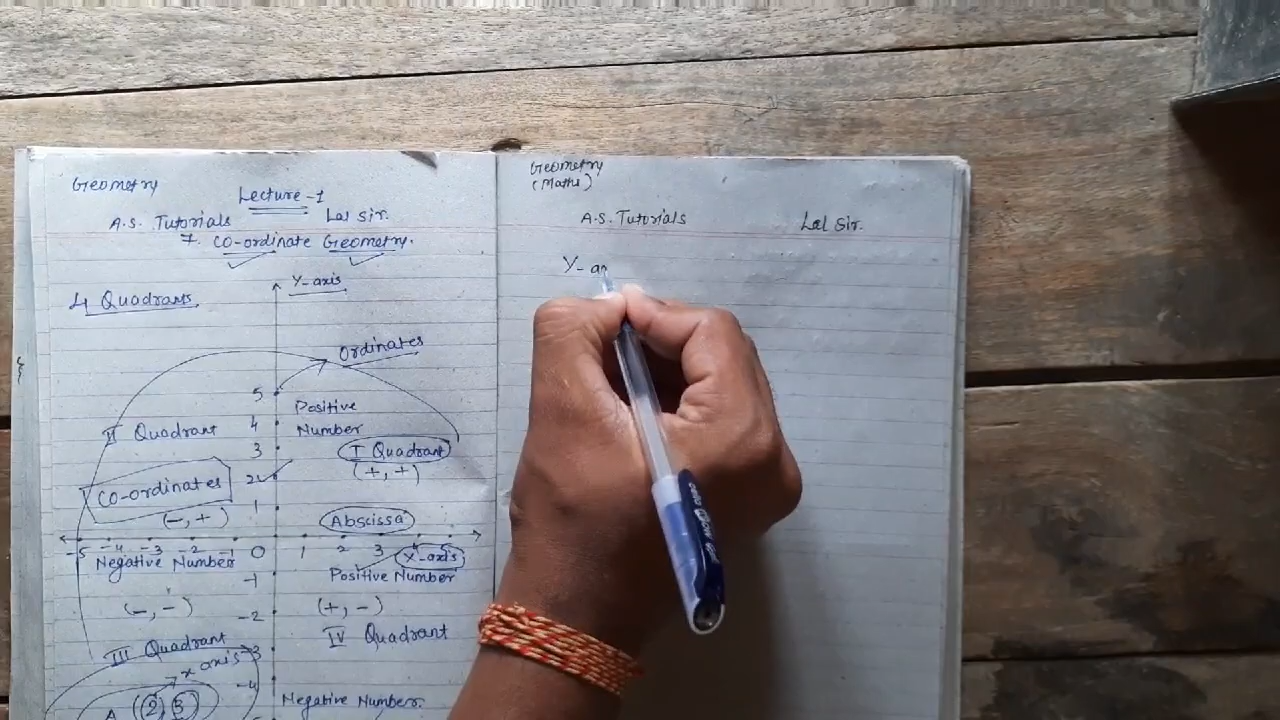 Geometry
Lecture-1
A.S. Tutorials Lal Sir.
7. Co-ordinate Geometry.
Y-axis
4 Quadrants
Ordinates
5
Positive
Number
4
II Quadrant
3
I Quadrant
(+, +)
2
Co-ordinates
1
(-, +)
Abscissa
-5 -4 -3 -2 -1 0 1 2 3 5
X-axis
Negative Number
Positive Number
-1
(-, -)
(+, -)
-2
IV Quadrant
III Quadrant
-3
x axis
-4
Negative Number.
A (2, 3)
Geometry
(Maths)
A.S. Tutorials Lal Sir.
Y-a